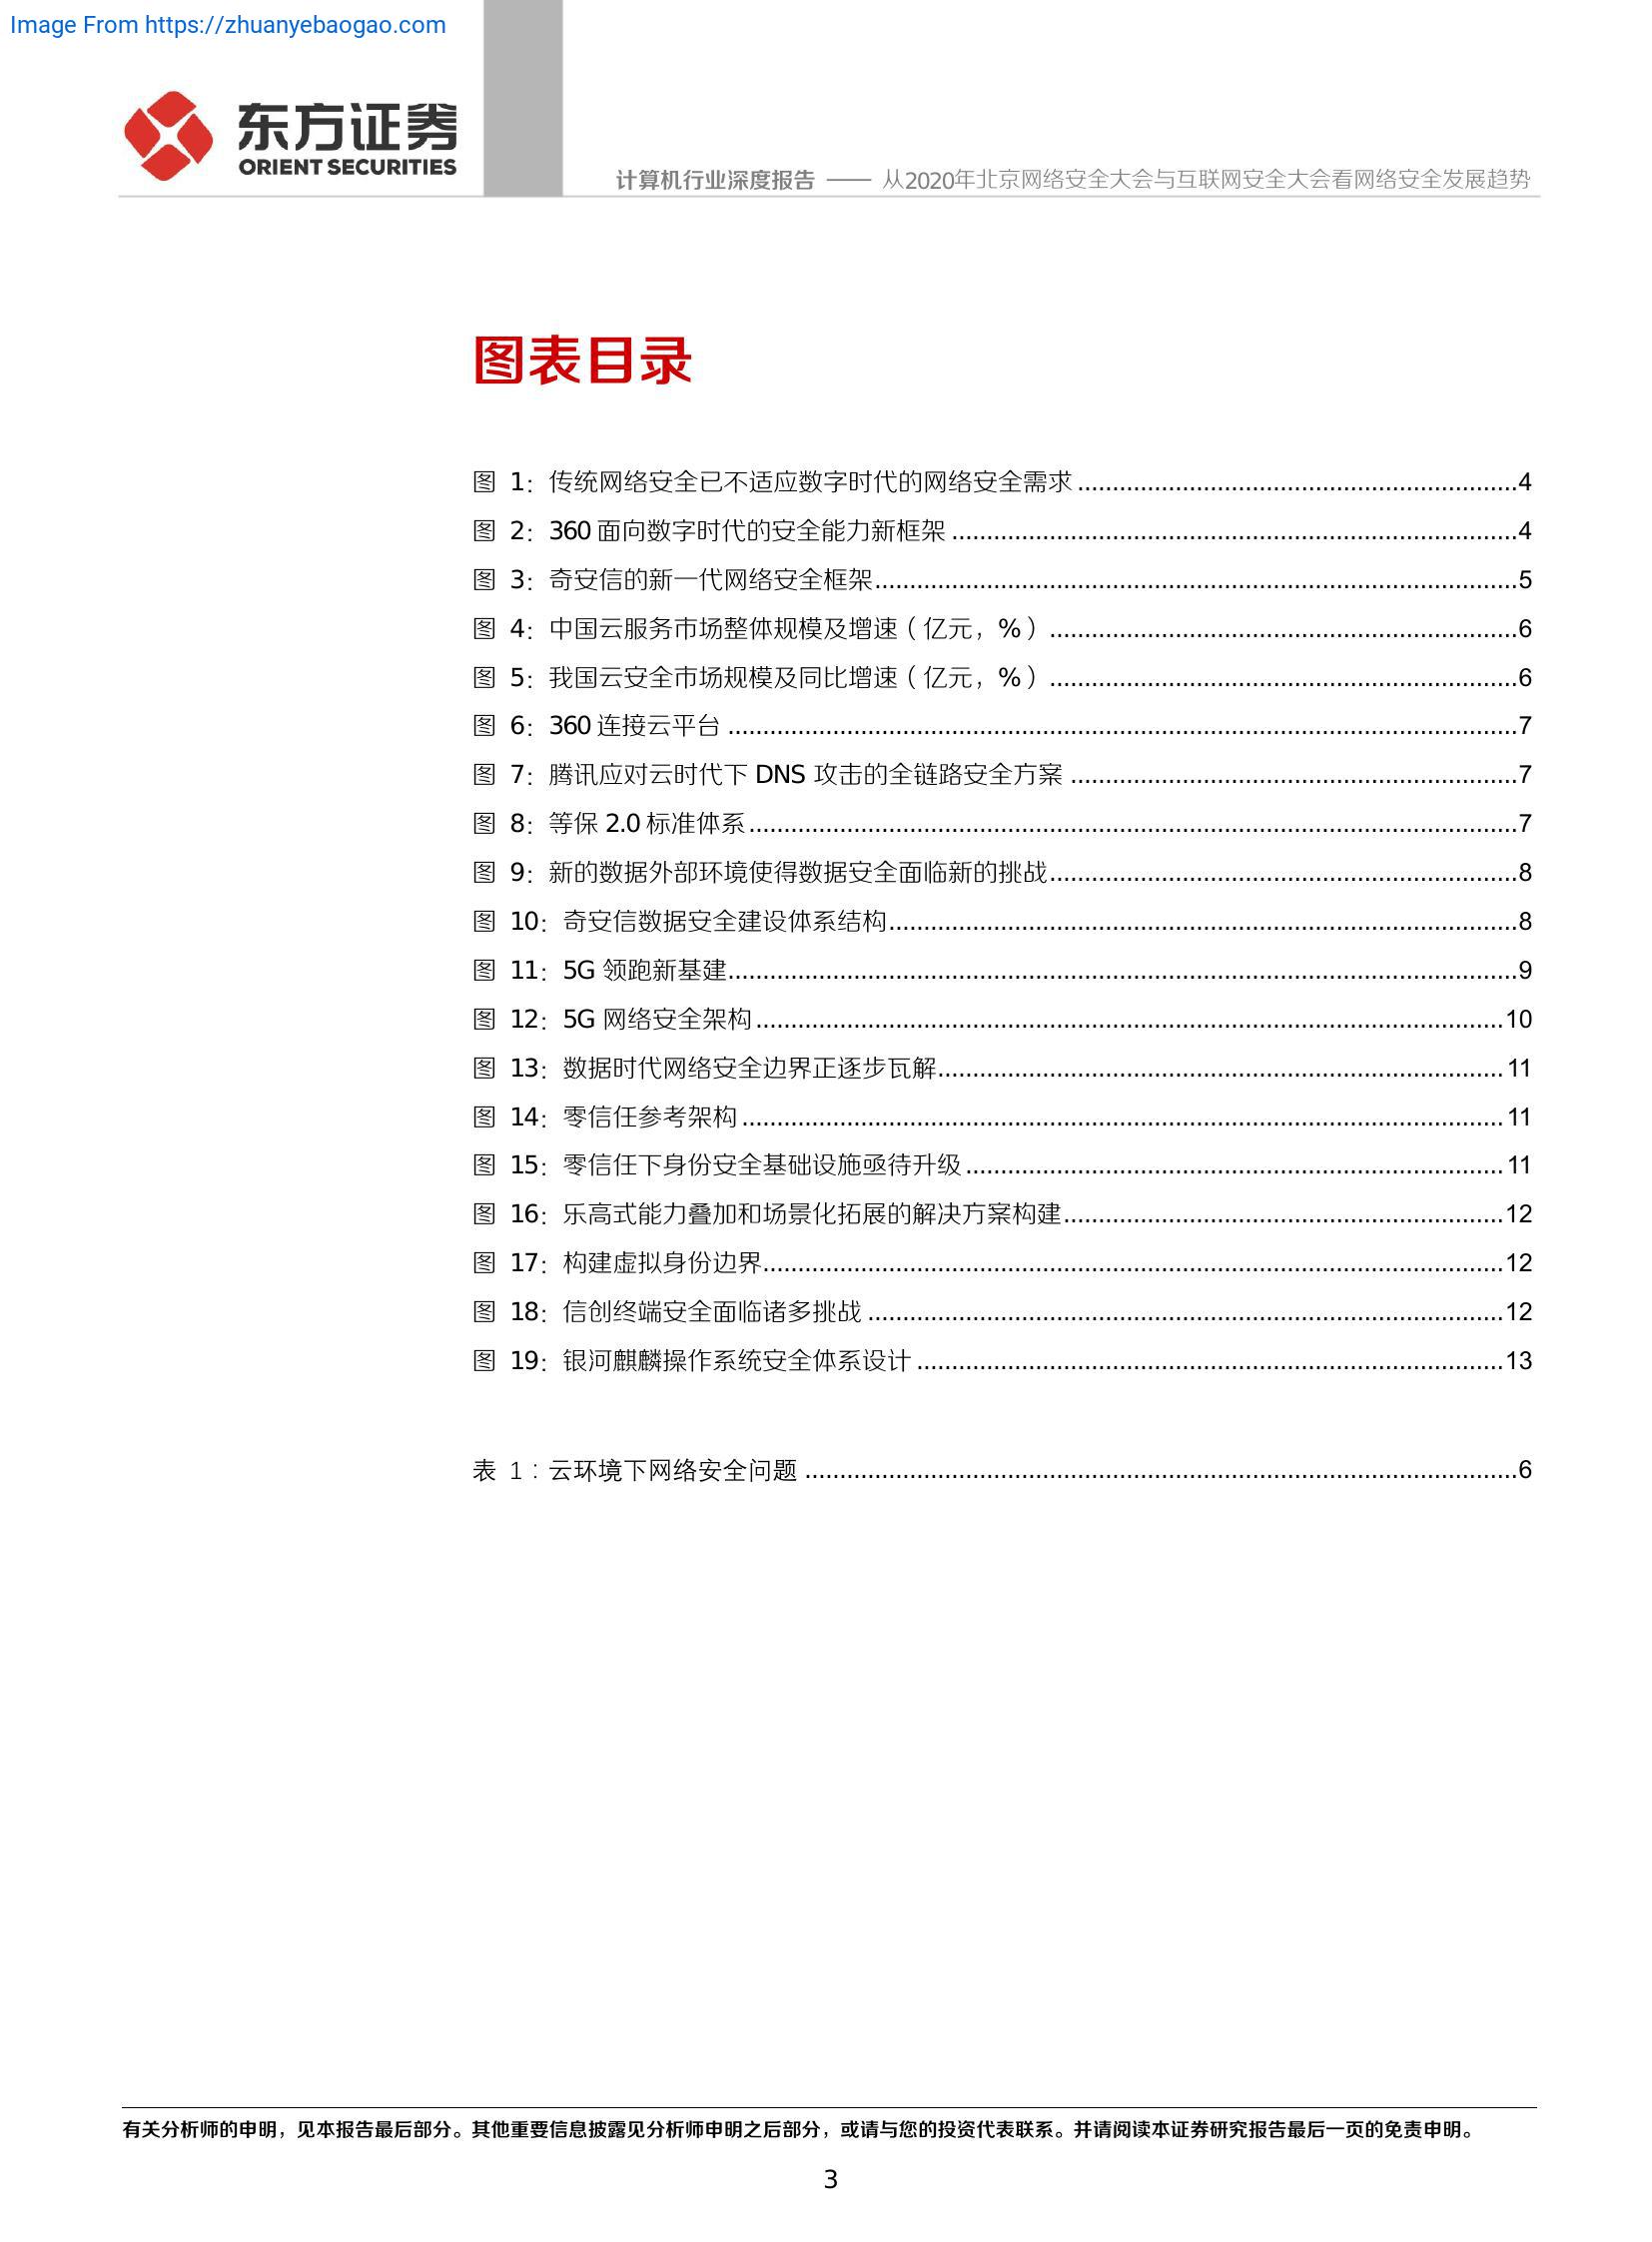 Image From https://zhuanyebaogao.com
东方证券
ORIENT SECURITIES
计算机行业深度报告 —— 从2020年北京网络安全大会与互联网安全大会看网络安全发展趋势
图表目录
图 1：传统网络安全已不适应数字时代的网络安全需求......4
图 2：360 面向数字时代的安全能力新框架......4
图 3：奇安信的新一代网络安全框架......5
图 4：中国云服务市场整体规模及增速（亿元，%）......6
图 5：我国云安全市场规模及同比增速（亿元，%）......6
图 6：360 连接云平台......7
图 7：腾讯应对云时代下 DNS 攻击的全链路安全方案......7
图 8：等保 2.0 标准体系......7
图 9：新的数据外部环境使得数据安全面临新的挑战......8
图 10：奇安信数据安全建设体系结构......8
图 11：5G 领跑新基建......9
图 12：5G 网络安全架构......10
图 13：数据时代网络安全边界正逐步瓦解......11
图 14：零信任参考架构......11
图 15：零信任下身份安全基础设施亟待升级......11
图 16：乐高式能力叠加和场景化拓展的解决方案构建......12
图 17：构建虚拟身份边界......12
图 18：信创终端安全面临诸多挑战......12
图 19：银河麒麟操作系统安全体系设计......13
表 1：云环境下网络安全问题......6
有关分析师的申明，见本报告最后部分。其他重要信息披露见分析师申明之后部分，或请与您的投资代表联系。并请阅读本证券研究报告最后一页的免责申明。
3